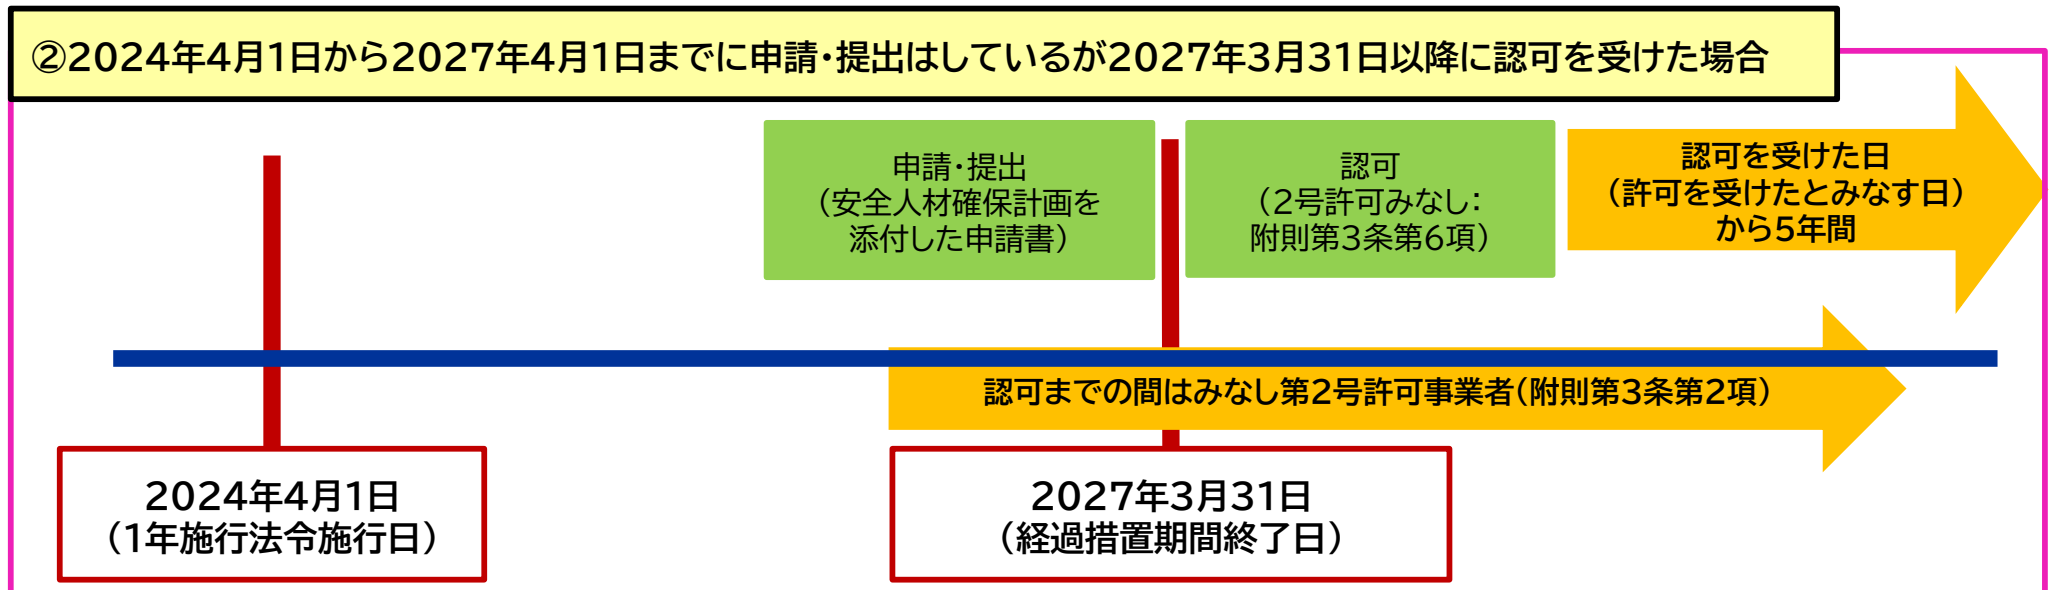 ②2024年4月1日から2027年4月1日までに申請・提出はしているが2027年3月31日以降に認可を受けた場合
申請・提出
（安全人材確保計画を
添付した申請書）
認可
（2号許可みなし：
附則第3条第6項）
認可を受けた日
（許可を受けたとみなす日）
から5年間
認可までの間はみなし第2号許可事業者（附則第3条第2項）
2024年4月1日
（1年施行法令施行日）
2027年3月31日
（経過措置期間終了日）